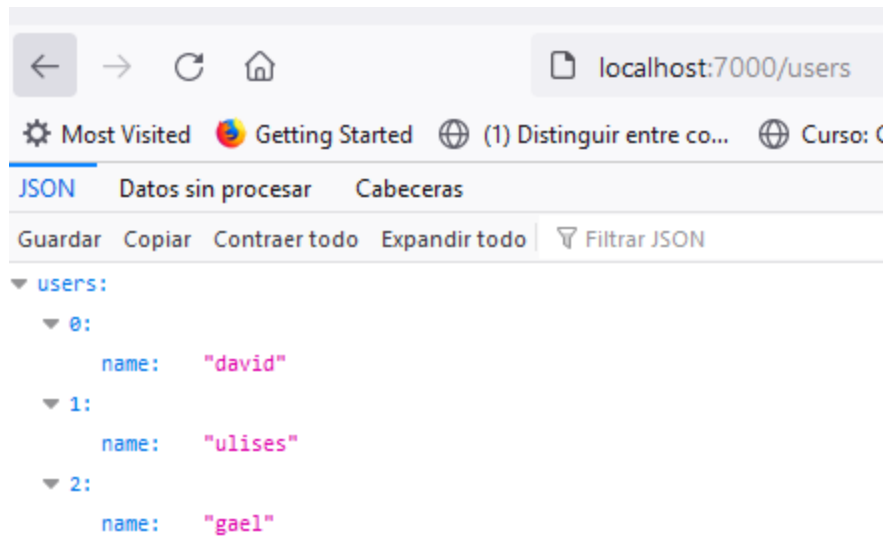 localhost:7000/users
Most Visited Getting Started (1) Distinguir entre co... Curso:
JSON Datos sin procesar Cabeceras
Guardar Copiar Contraer todo Expandir todo Filtrar JSON
users:
0:
name: "david"
1:
name: "ulises"
2:
name: "gael"